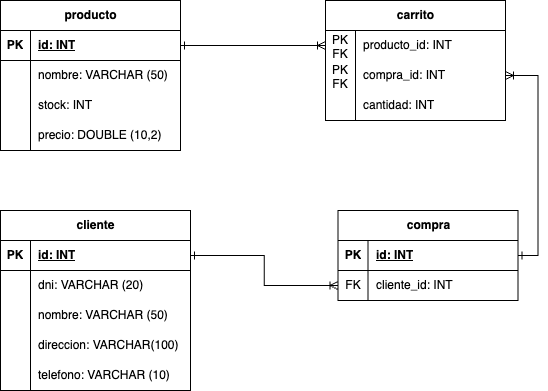 producto
PK id: INT
nombre: VARCHAR (50)
stock: INT
precio: DOUBLE (10,2)
carrito
PK FK producto_id: INT
PK FK compra_id: INT
cantidad: INT
cliente
PK id: INT
dni: VARCHAR (20)
nombre: VARCHAR (50)
direccion: VARCHAR(100)
telefono: VARCHAR (10)
compra
PK id: INT
FK cliente_id: INT